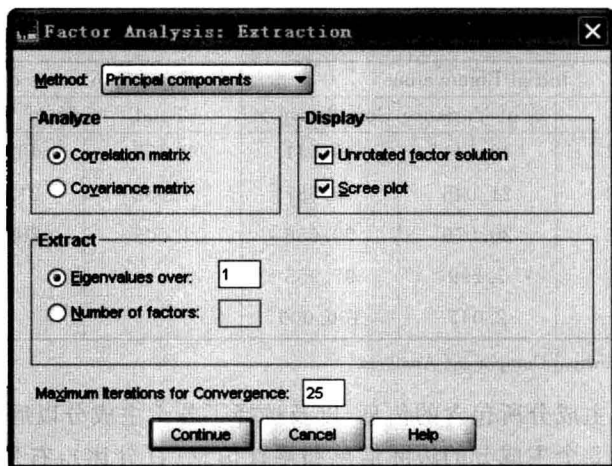 Factor Analysis: Extraction
Method: Principal components
Analyze
Correlation matrix
Covariance matrix
Display
Unrotated factor solution
Scree plot
Extract
Eigenvalues over: 1
Number of factors:
Maximum Iterations for Convergence: 25
Continue Cancel Help